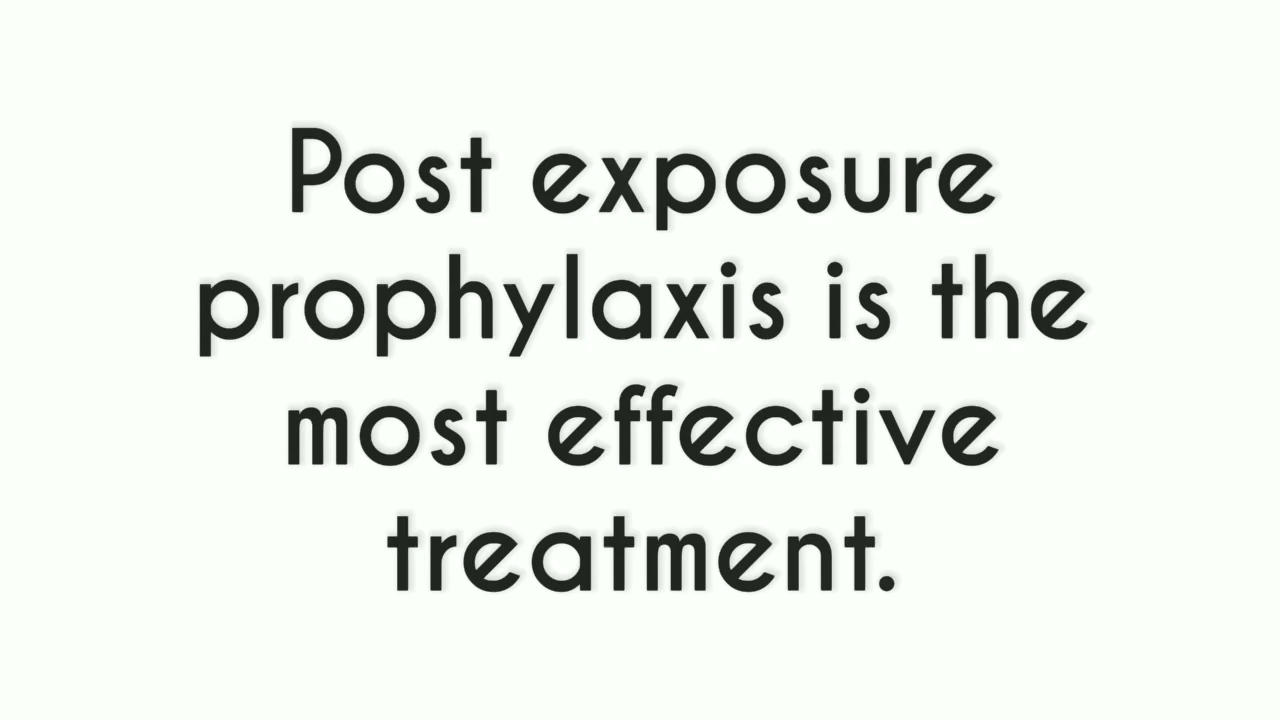 Post exposure
prophylaxis is the
most effective
treatment.